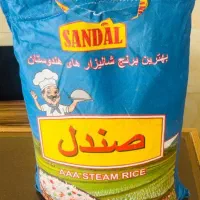 SANDAL
بهترین برنج شالیزار های هندوستان
صندل
AAA STEAM RICE